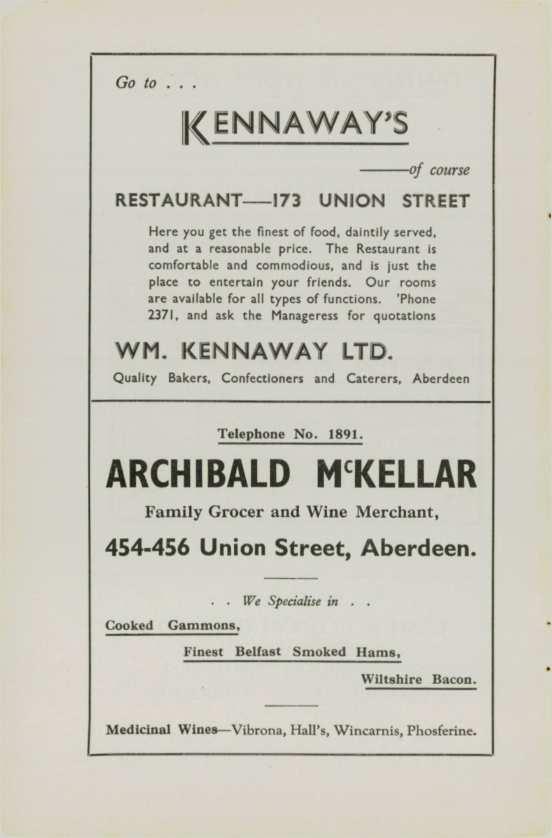 Go to . . .
KENNAWAY'S
——of course
RESTAURANT——173 UNION STREET
Here you get the finest of food, daintily served,
and at a reasonable price. The Restaurant is
comfortable and commodious, and is just the
place to entertain your friends. Our rooms
are available for all types of functions. 'Phone
2371, and ask the Manageress for quotations
WM. KENNAWAY LTD.
Quality Bakers, Confectioners and Caterers, Aberdeen
Telephone No. 1891.
ARCHIBALD McKELLAR
Family Grocer and Wine Merchant,
454-456 Union Street, Aberdeen.
. . We Specialise in . .
Cooked Gammons,
Finest Belfast Smoked Hams,
Wiltshire Bacon.
Medicinal Wines—Vibrona, Hall's, Wincarnis, Phosferine.